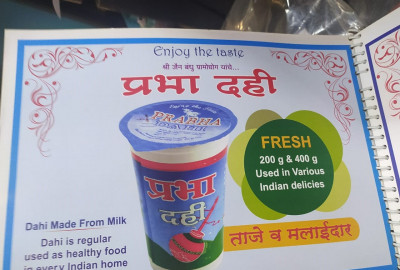 Enjoy the taste
श्री जैन बंधु ग्रामोद्योग यांचे...
प्रभा दही
PRABHA
FRESH
200 g & 400 g
Used in Various
Indian delicies
प्रभा
दही
ताजे व मलाईदार
Dahi Made From Milk
Dahi is regular
used as healthy food
in every Indian home